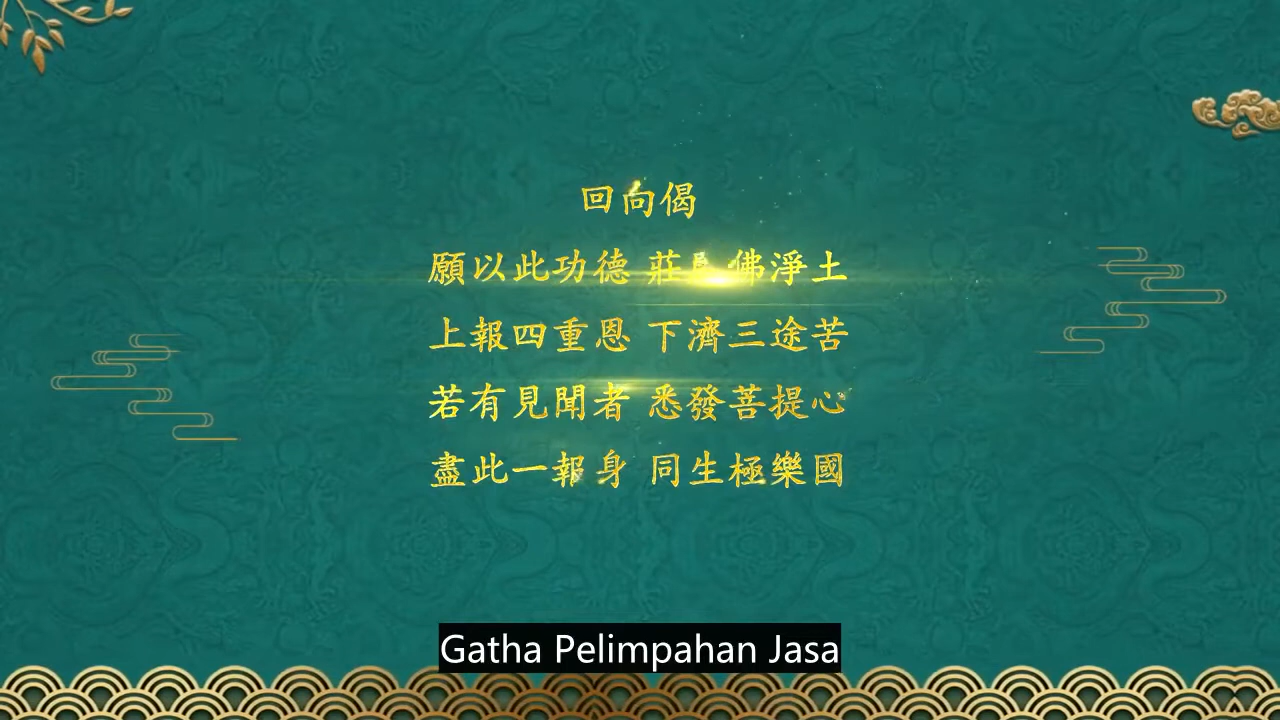 回向偈
願以此功德 莊嚴佛淨土
上報四重恩 下濟三途苦
若有見聞者 悉發菩提心
盡此一報身 同生極樂國
Gatha Pelimpahan Jasa